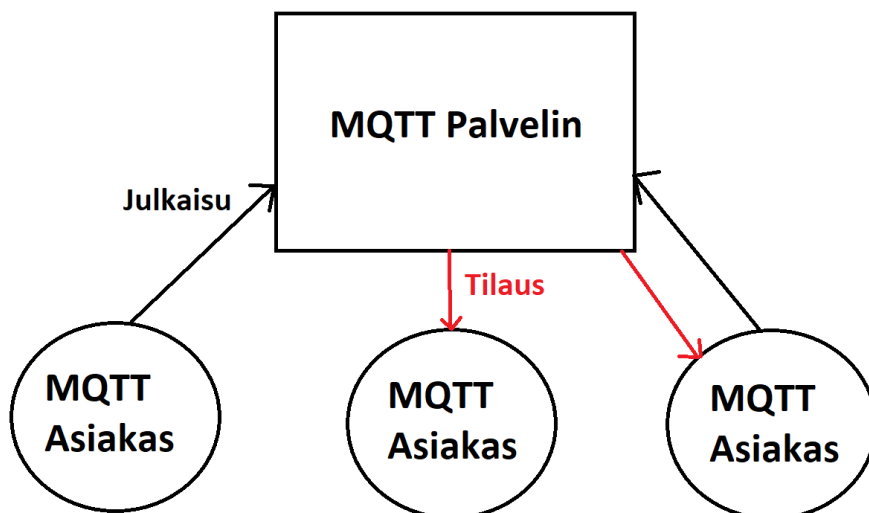 MQTT Palvelin
Julkaisu
Tilaus
MQTT
Asiakas
MQTT
Asiakas
MQTT
Asiakas